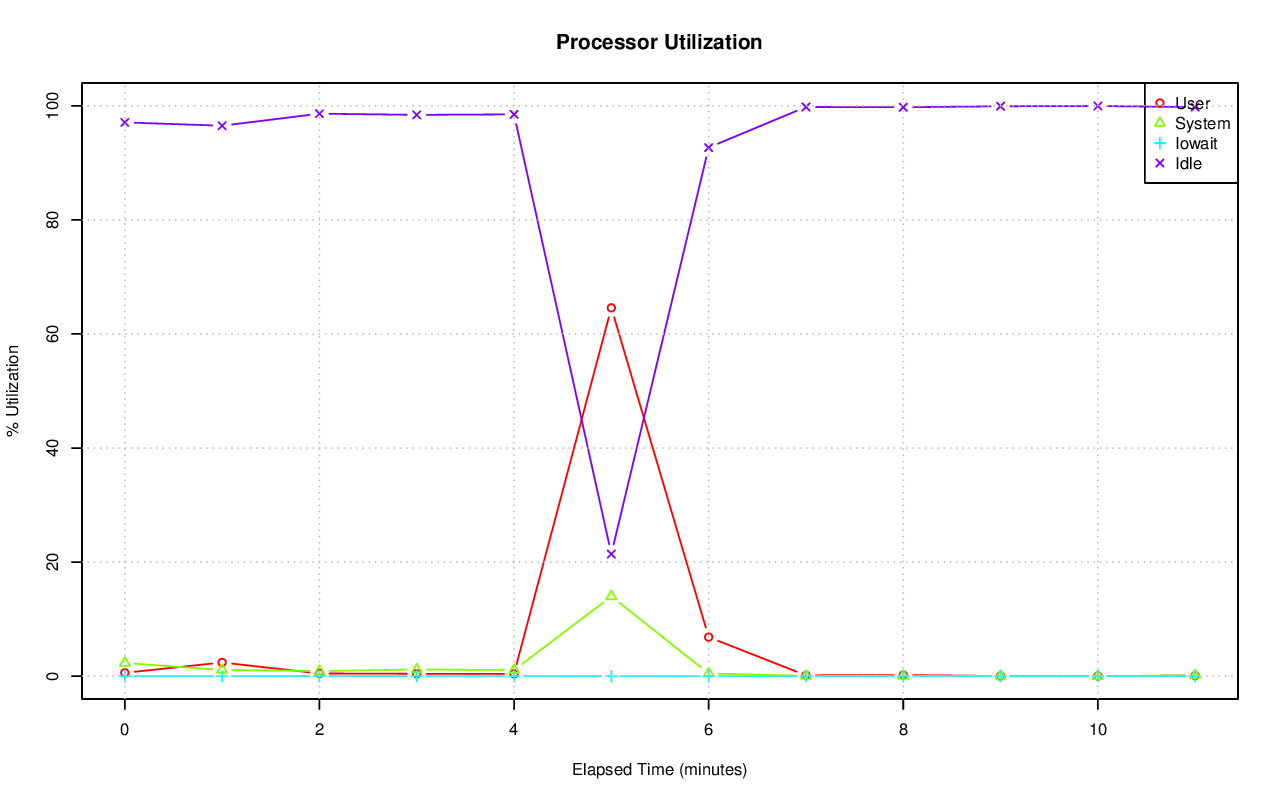 Processor Utilization
100
80
60
40
20
0
% Utilization
User
System
Iowait
Idle
0 2 4 6 8 10
Elapsed Time (minutes)